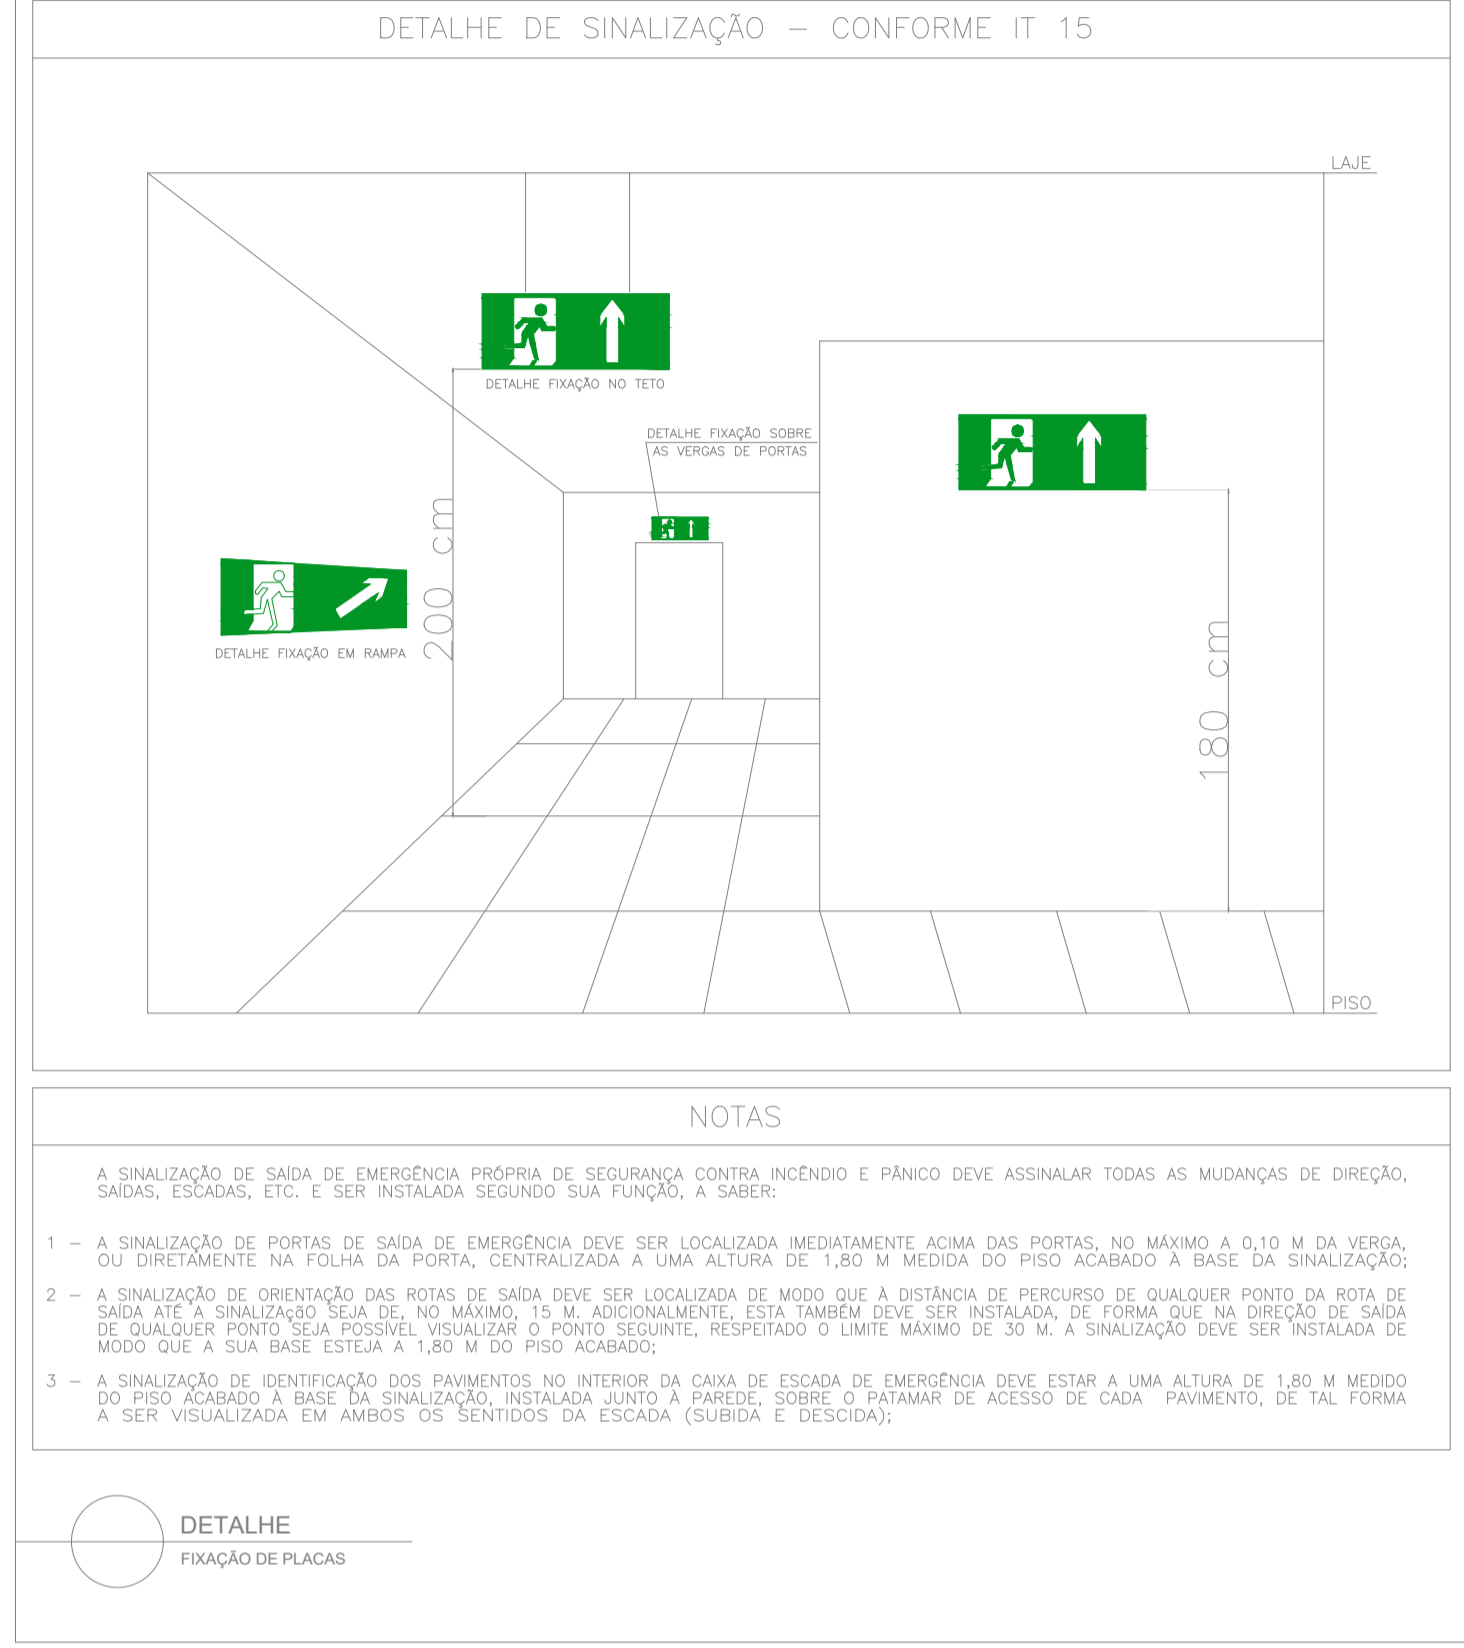 DETALHE DE SINALIZAÇÃO – CONFORME IT 15
LAJE
DETALHE FIXAÇÃO NO TETO
DETALHE FIXAÇÃO SOBRE
AS VERGAS DE PORTAS
200 cm
DETALHE FIXAÇÃO EM RAMPA
180 cm
PISO
NOTAS
A SINALIZAÇÃO DE SAÍDA DE EMERGÊNCIA PRÓPRIA DE SEGURANÇA CONTRA INCÊNDIO E PÂNICO DEVE ASSINALAR TODAS AS MUDANÇAS DE DIREÇÃO,
SAÍDAS, ESCADAS, ETC. E SER INSTALADA SEGUNDO SUA FUNÇÃO, A SABER:
1 – A SINALIZAÇÃO DE PORTAS DE SAÍDA DE EMERGÊNCIA DEVE SER LOCALIZADA IMEDIATAMENTE ACIMA DAS PORTAS, NO MÁXIMO A 0,10 M DA VERGA,
OU DIRETAMENTE NA FOLHA DA PORTA, CENTRALIZADA A UMA ALTURA DE 1,80 M MEDIDA DO PISO ACABADO À BASE DA SINALIZAÇÃO;
2 – A SINALIZAÇÃO DE ORIENTAÇÃO DAS ROTAS DE SAÍDA DEVE SER LOCALIZADA DE MODO QUE À DISTÂNCIA DE PERCURSO DE QUALQUER PONTO DA ROTA DE
SAÍDA ATÉ A SINALIZAção SEJA DE, NO MÁXIMO, 15 M. ADICIONALMENTE, ESTA TAMBÉM DEVE SER INSTALADA, DE FORMA QUE NA DIREÇÃO DE SAÍDA
DE QUALQUER PONTO SEJA POSSÍVEL VISUALIZAR O PONTO SEGUINTE, RESPEITADO O LIMITE MÁXIMO DE 30 M. A SINALIZAÇÃO DEVE SER INSTALADA DE
MODO QUE A SUA BASE ESTEJA A 1,80 M DO PISO ACABADO;
3 – A SINALIZAÇÃO DE IDENTIFICAÇÃO DOS PAVIMENTOS NO INTERIOR DA CAIXA DE ESCADA DE EMERGÊNCIA DEVE ESTAR A UMA ALTURA DE 1,80 M MEDIDO
DO PISO ACABADO À BASE DA SINALIZAÇÃO, INSTALADA JUNTO À PAREDE, SOBRE O PATAMAR DE ACESSO DE CADA PAVIMENTO, DE TAL FORMA
A SER VISUALIZADA EM AMBOS OS SENTIDOS DA ESCADA (SUBIDA E DESCIDA);
DETALHE
FIXAÇÃO DE PLACAS